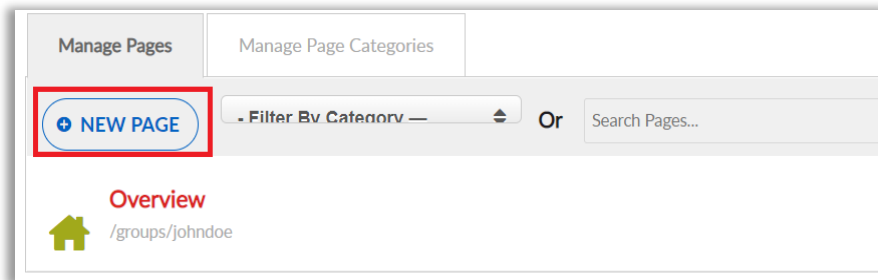 Manage Pages
Manage Page Categories
NEW PAGE
- Filter By Category —
Or
Search Pages...
Overview
/groups/johndoe